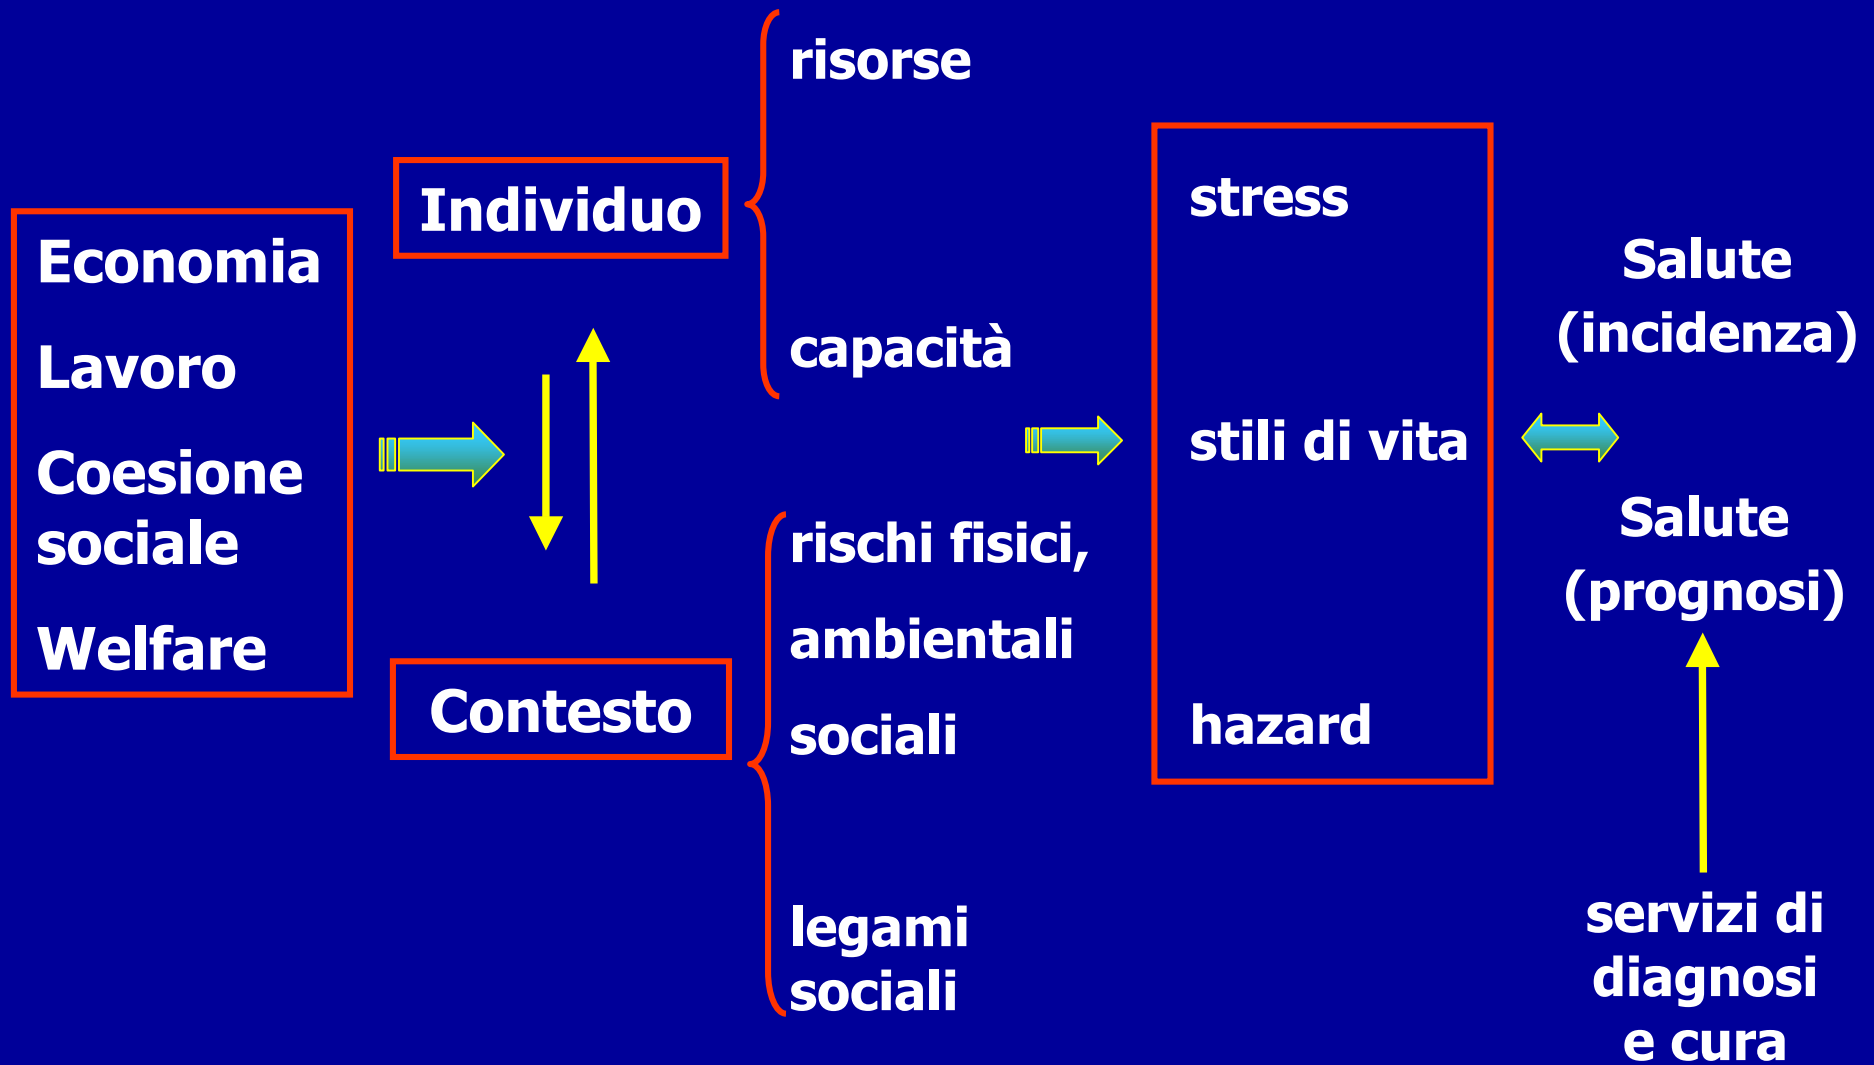 Economia
Lavoro
Coesione
sociale
Welfare
Individuo
Contesto
risorse
capacità
rischi fisici,
ambientali
sociali
legami
sociali
stress
stili di vita
hazard
Salute
(incidenza)
Salute
(prognosi)
servizi di
diagnosi
e cura